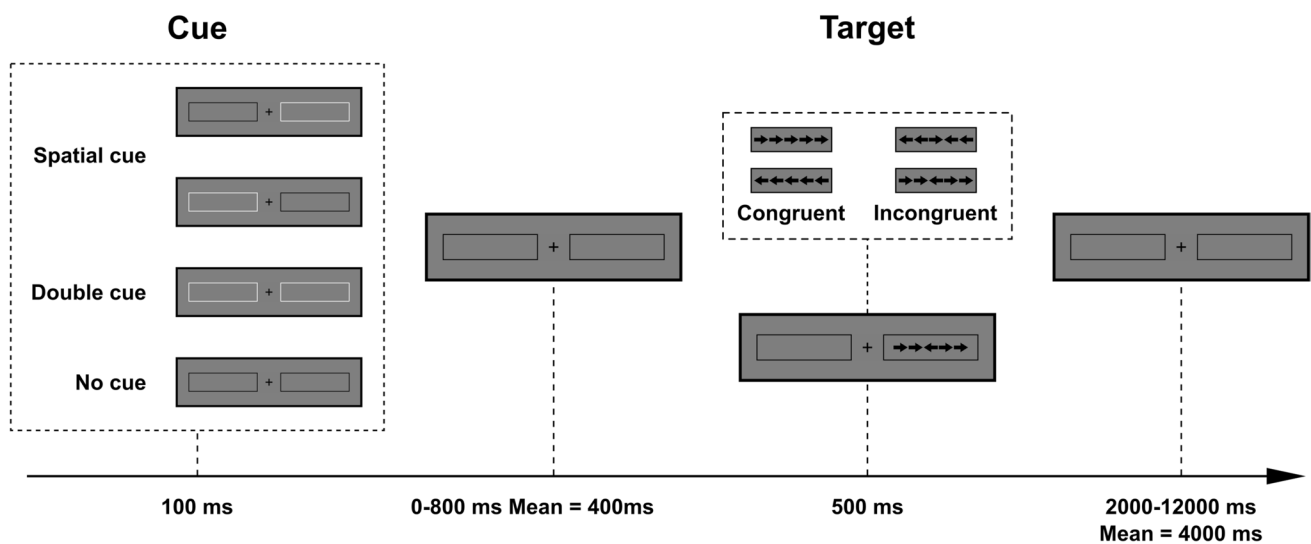 Cue
Target
Spatial cue
Double cue
No cue
Congruent Incongruent
100 ms
0-800 ms Mean = 400ms
500 ms
2000-12000 ms
Mean = 4000 ms